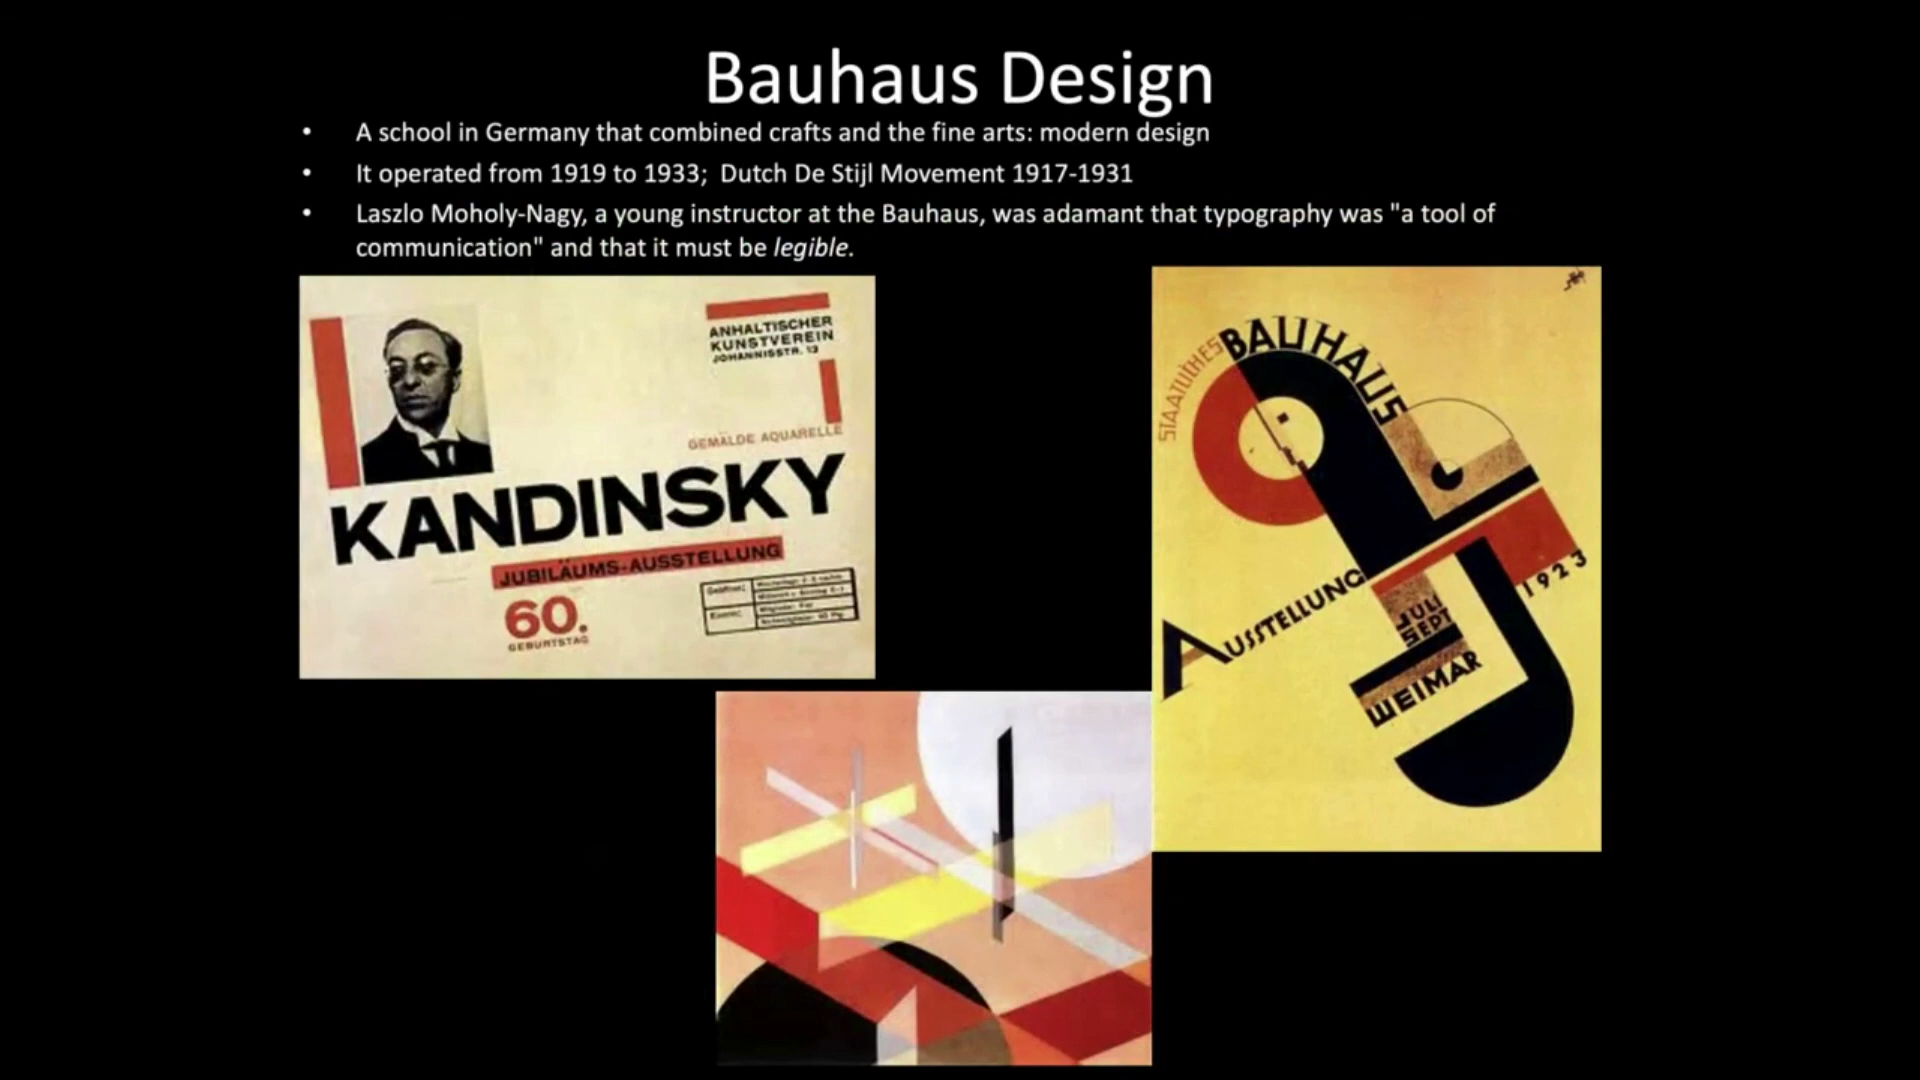 Bauhaus Design
• A school in Germany that combined crafts and the fine arts: modern design
• It operated from 1919 to 1933;  Dutch De Stijl Movement 1917-1931
• Laszlo Moholy-Nagy, a young instructor at the Bauhaus, was adamant that typography was "a tool of
communication" and that it must be legible.
ANHALTISCHER
KUNSTVEREIN
JOHANNISSTR. 13
GEMÄLDE AQUARELLE
KANDINSKY
JUBILÄUMS-AUSSTELLUNG
60.
GEBURTSTAG
STAATLICHES
BAUHAUS
AUSSTELLUNG
1923
JULI
SEPT
WEIMAR